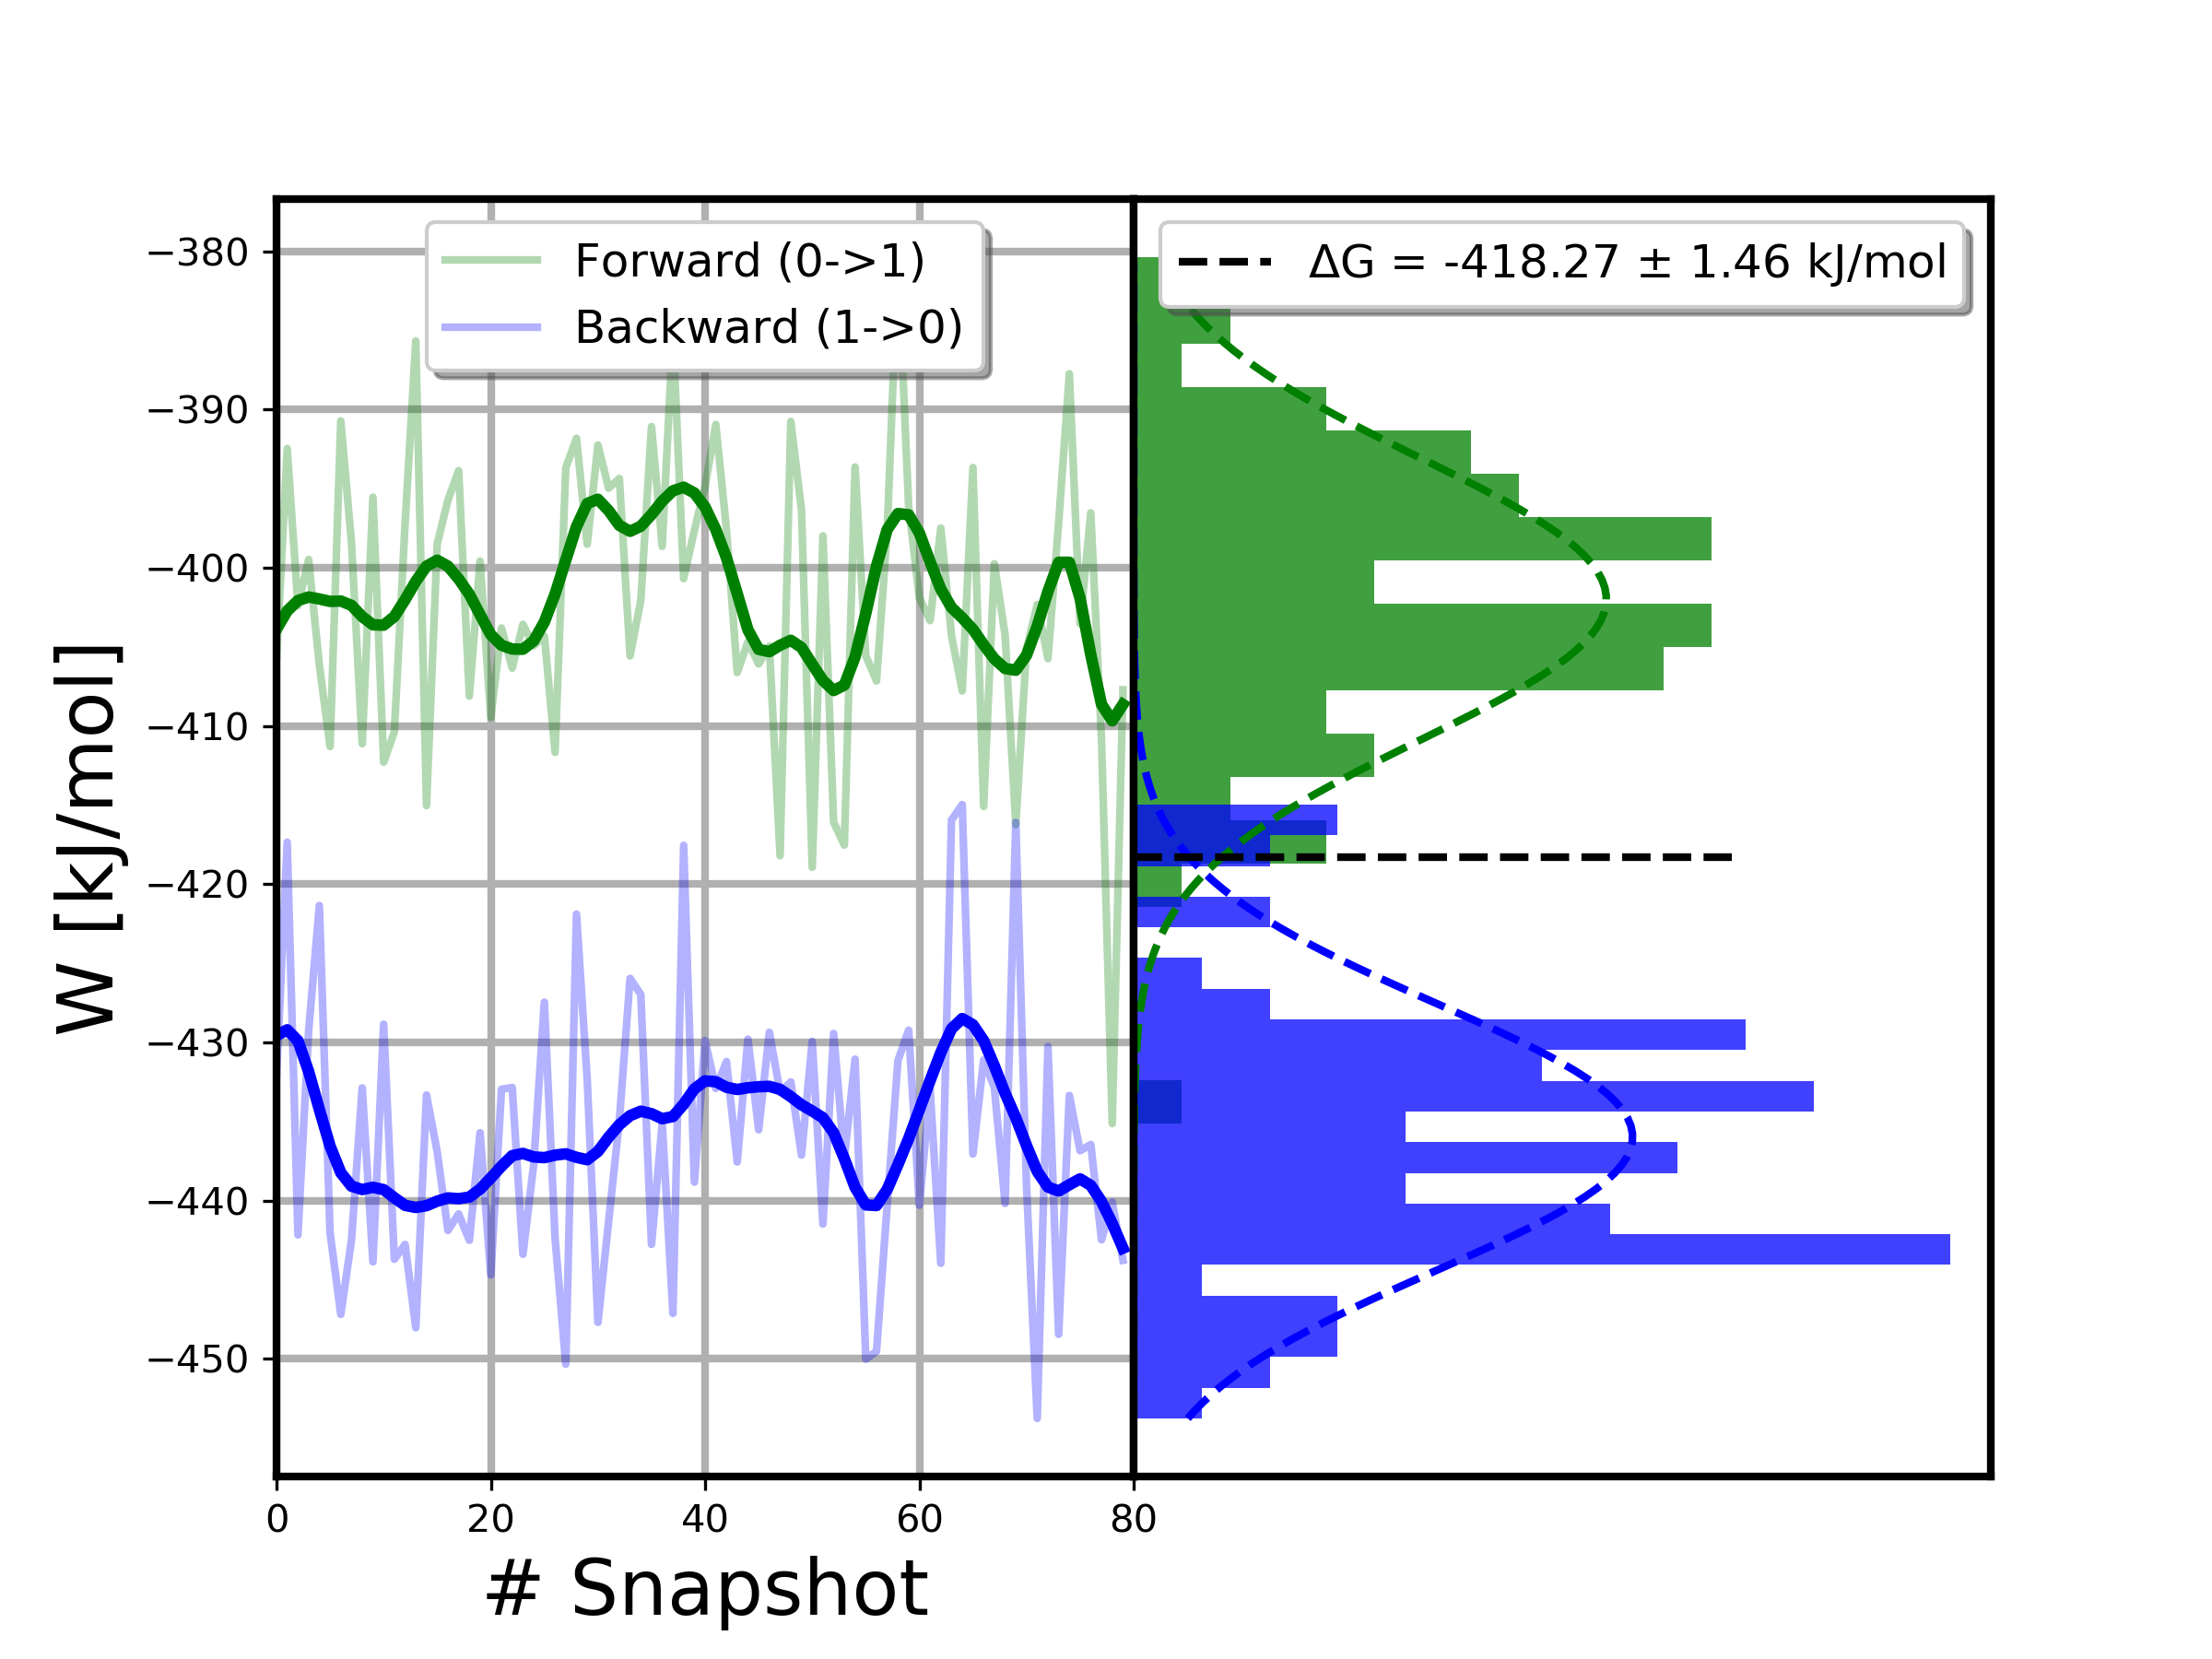 Forward (0->1)
Backward (1->0)
ΔG = -418.27 ± 1.46 kJ/mol
−380
−390
−400
−410
−420
−430
−440
−450
W [kJ/mol]
0 20 40 60 80
# Snapshot